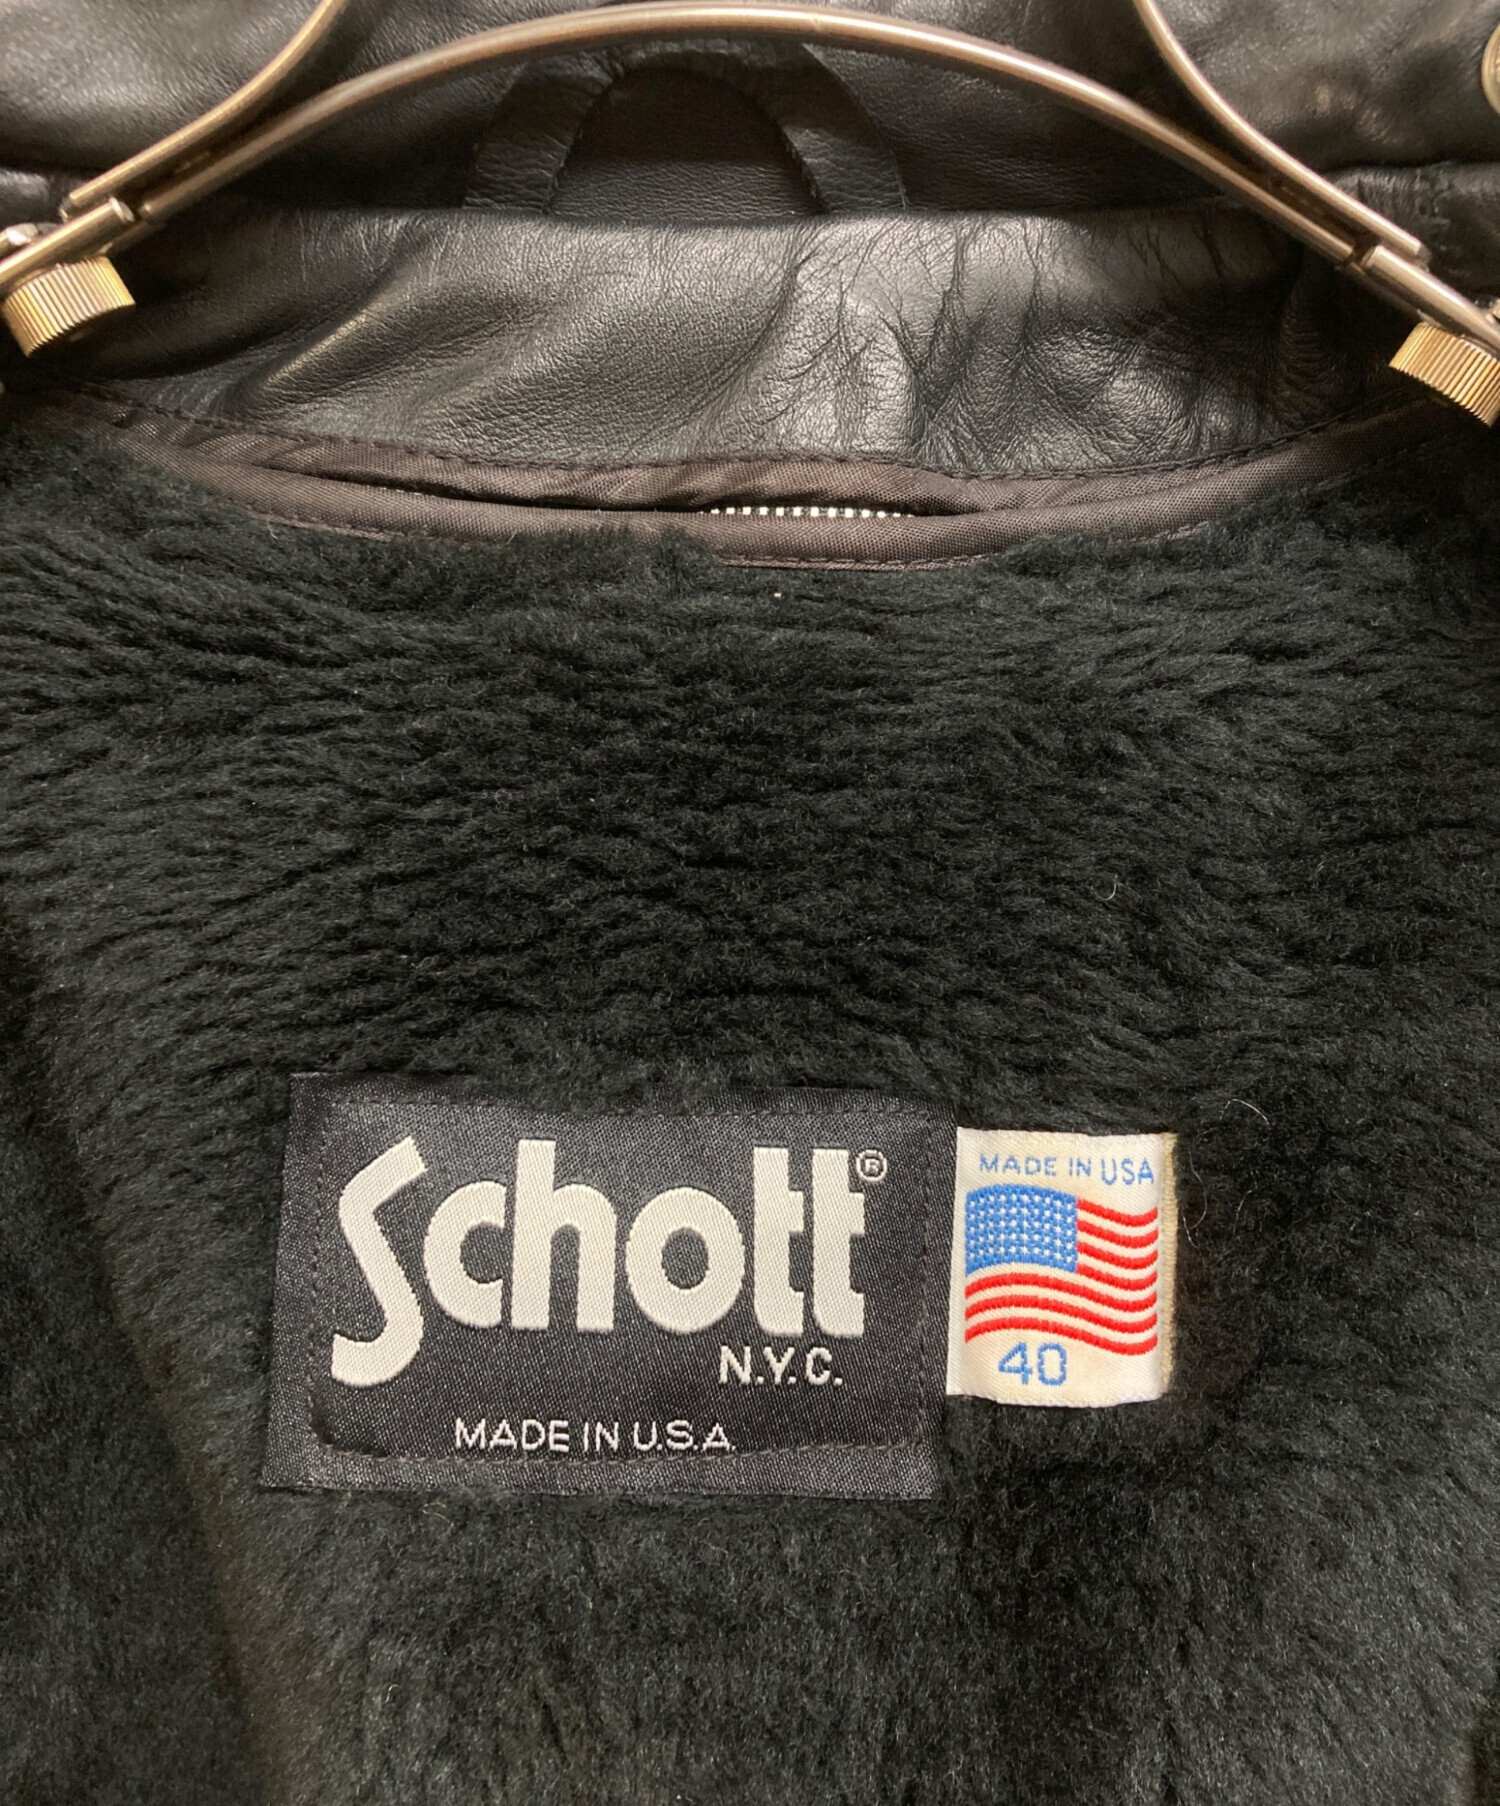 Schott®
N.Y.C.
MADE IN U.S.A.
MADE IN USA
40